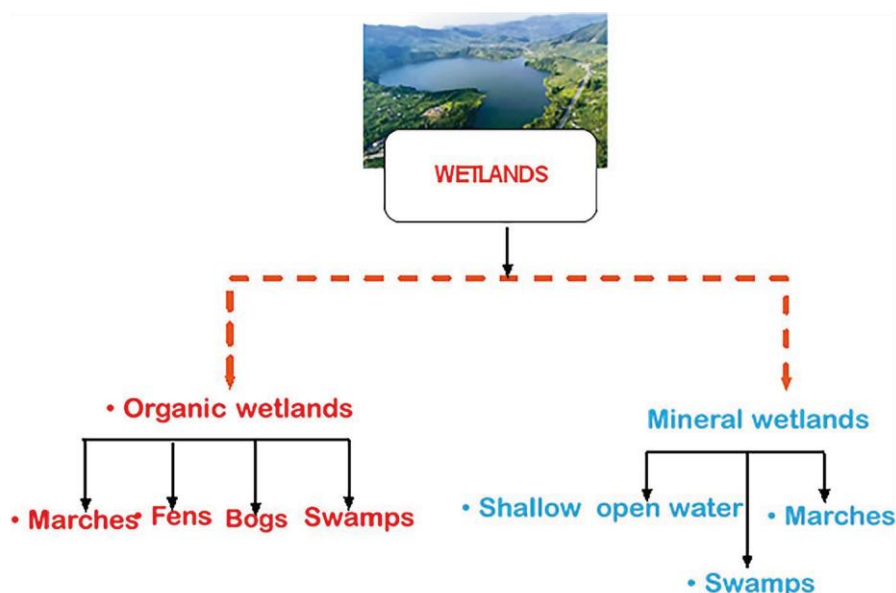 WETLANDS
• Organic wetlands
Mineral wetlands
• Marches
• Fens
Bogs
Swamps
• Shallow open water
• Marches
• Swamps